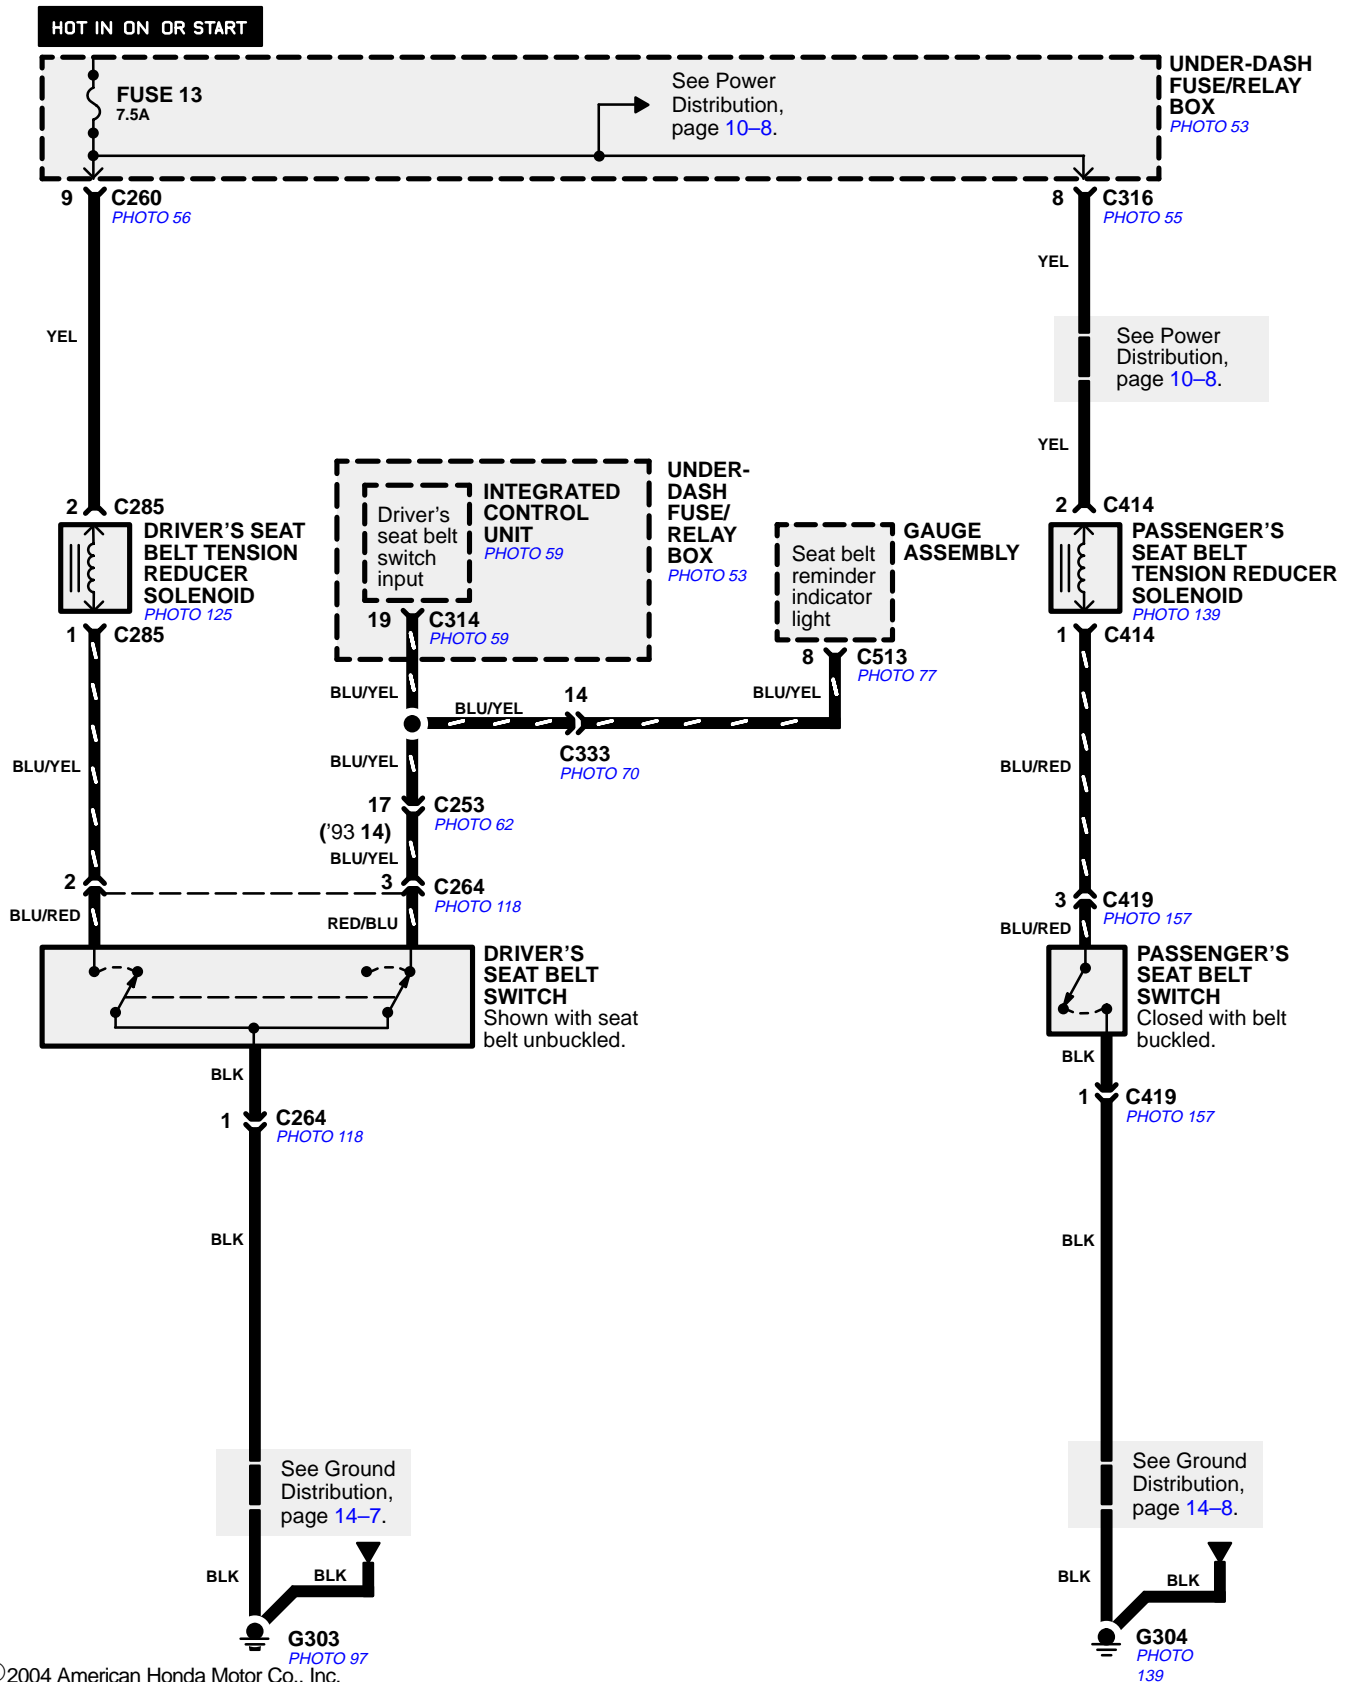 HOT IN ON OR START
UNDER-DASH
FUSE/RELAY
BOX
PHOTO 53
FUSE 13
7.5A
See Power
Distribution,
page 10–8.
9
C260
PHOTO 56
8
C316
PHOTO 55
YEL
YEL
See Power
Distribution,
page 10–8.
YEL
2
C285
DRIVER'S SEAT
BELT TENSION
REDUCER
SOLENOID
PHOTO 125
1
C285
Driver's
seat belt
switch
input
INTEGRATED
CONTROL
UNIT
PHOTO 59
UNDER-
DASH
FUSE/
RELAY
BOX
PHOTO 53
19
C314
PHOTO 59
Seat belt
reminder
indicator
light
GAUGE
ASSEMBLY
8
C513
PHOTO 77
2
C414
PASSENGER'S
SEAT BELT
TENSION REDUCER
SOLENOID
PHOTO 139
1
C414
BLU/YEL
BLU/YEL
14
BLU/YEL
C333
PHOTO 70
BLU/YEL
BLU/YEL
BLU/RED
17
C253
PHOTO 62
('93 14)
BLU/YEL
2
3
C264
PHOTO 118
BLU/RED
RED/BLU
3
C419
PHOTO 157
BLU/RED
DRIVER'S
SEAT BELT
SWITCH
Shown with seat
belt unbuckled.
PASSENGER'S
SEAT BELT
SWITCH
Closed with belt
buckled.
BLK
BLK
1
C264
PHOTO 118
1
C419
PHOTO 157
BLK
BLK
See Ground
Distribution,
page 14–7.
See Ground
Distribution,
page 14–8.
BLK
BLK
BLK
BLK
G303
PHOTO 97
G304
PHOTO
139
©2004 American Honda Motor Co., Inc.